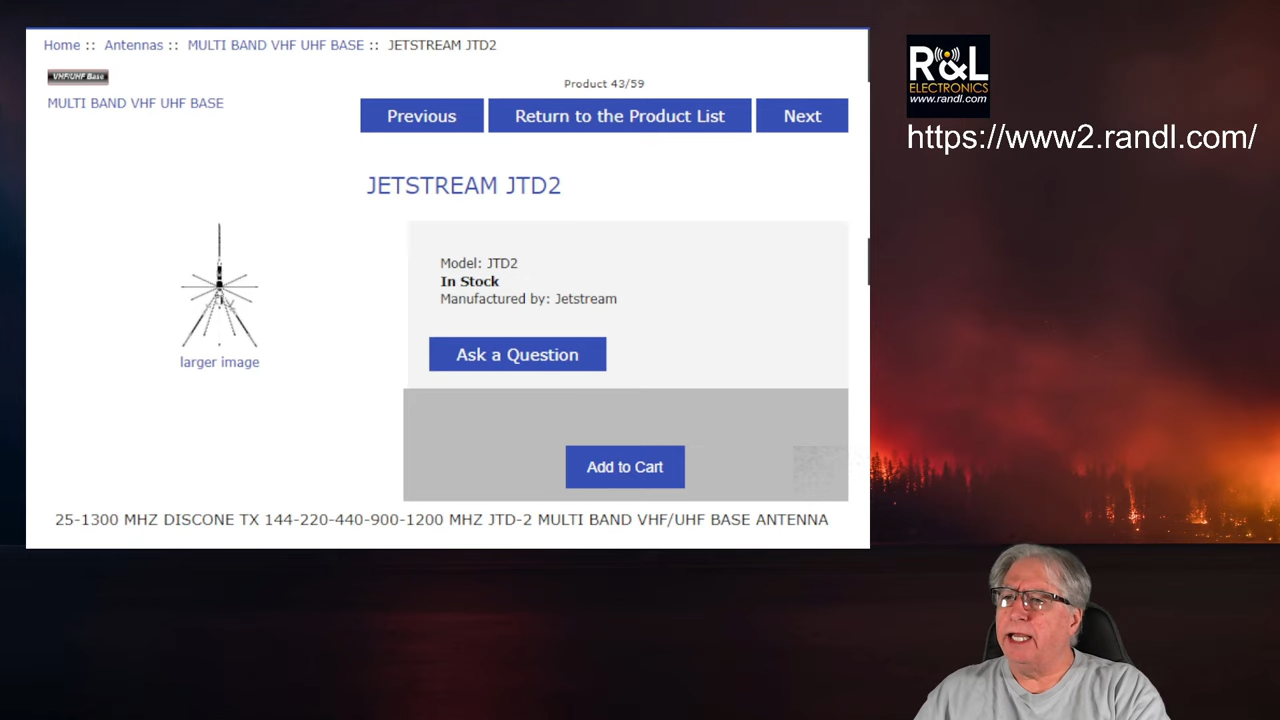 Home :: Antennas :: MULTI BAND VHF UHF BASE :: JETSTREAM JTD2
VHF/UHF Base
MULTI BAND VHF UHF BASE
Product 43/59
Previous
Return to the Product List
Next
JETSTREAM JTD2
larger image
Model: JTD2
In Stock
Manufactured by: Jetstream
Ask a Question
Add to Cart
25-1300 MHZ DISCONE TX 144-220-440-900-1200 MHZ JTD-2 MULTI BAND VHF/UHF BASE ANTENNA
R&L
ELECTRONICS
www.randl.com
https://www2.randl.com/